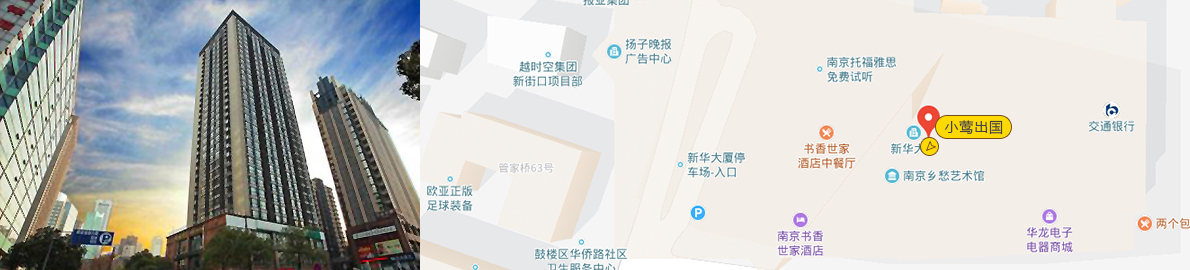 报业集团
扬子晚报
广告中心
越时空集团
新街口项目部
南京托福雅思
免费试听
小莺出国
交通银行
新华大
书香世家
酒店中餐厅
新华大厦停
车场-入口
管家桥63号
南京乡愁艺术馆
欧亚正版
足球装备
P
南京书香
世家酒店
华龙电子
电器商城
两个包
鼓楼区华侨路社区
卫生服务中心